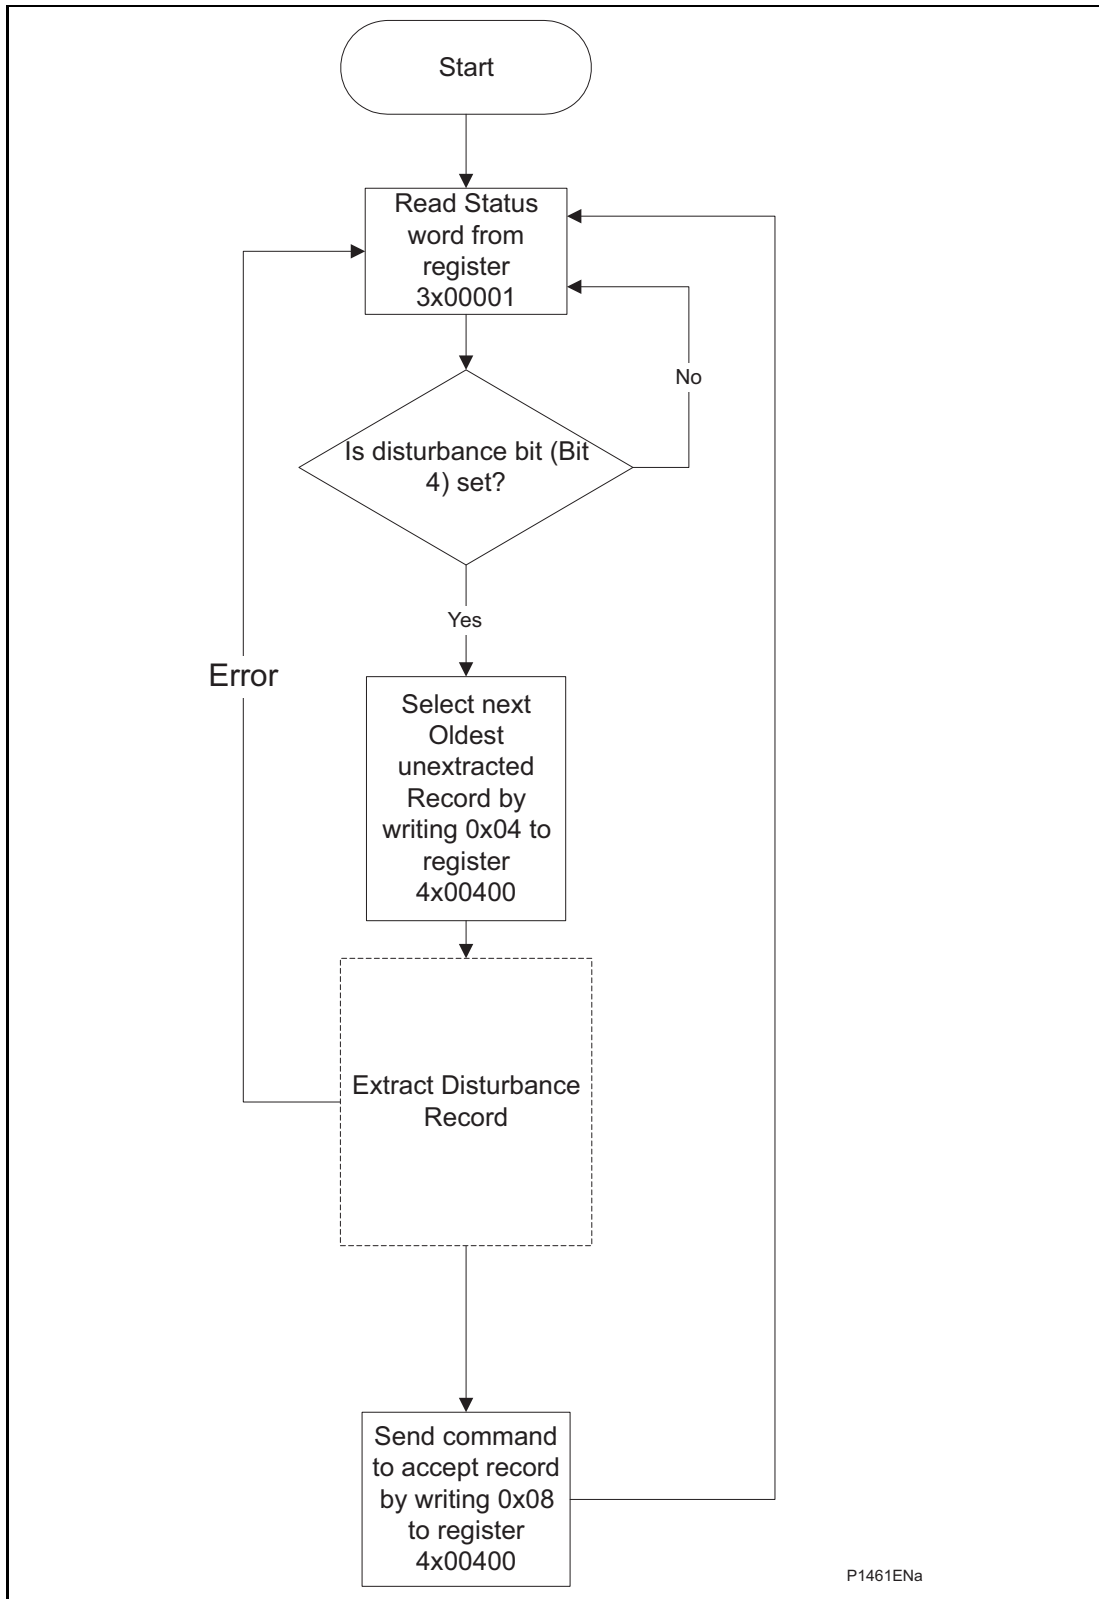 Start
Read Status
word from
register
3x00001
No
Is disturbance bit (Bit
4) set?
Yes
Error
Select next
Oldest
unextracted
Record by
writing 0x04 to
register
4x00400
Extract Disturbance
Record
Send command
to accept record
by writing 0x08
to register
4x00400
P1461ENa